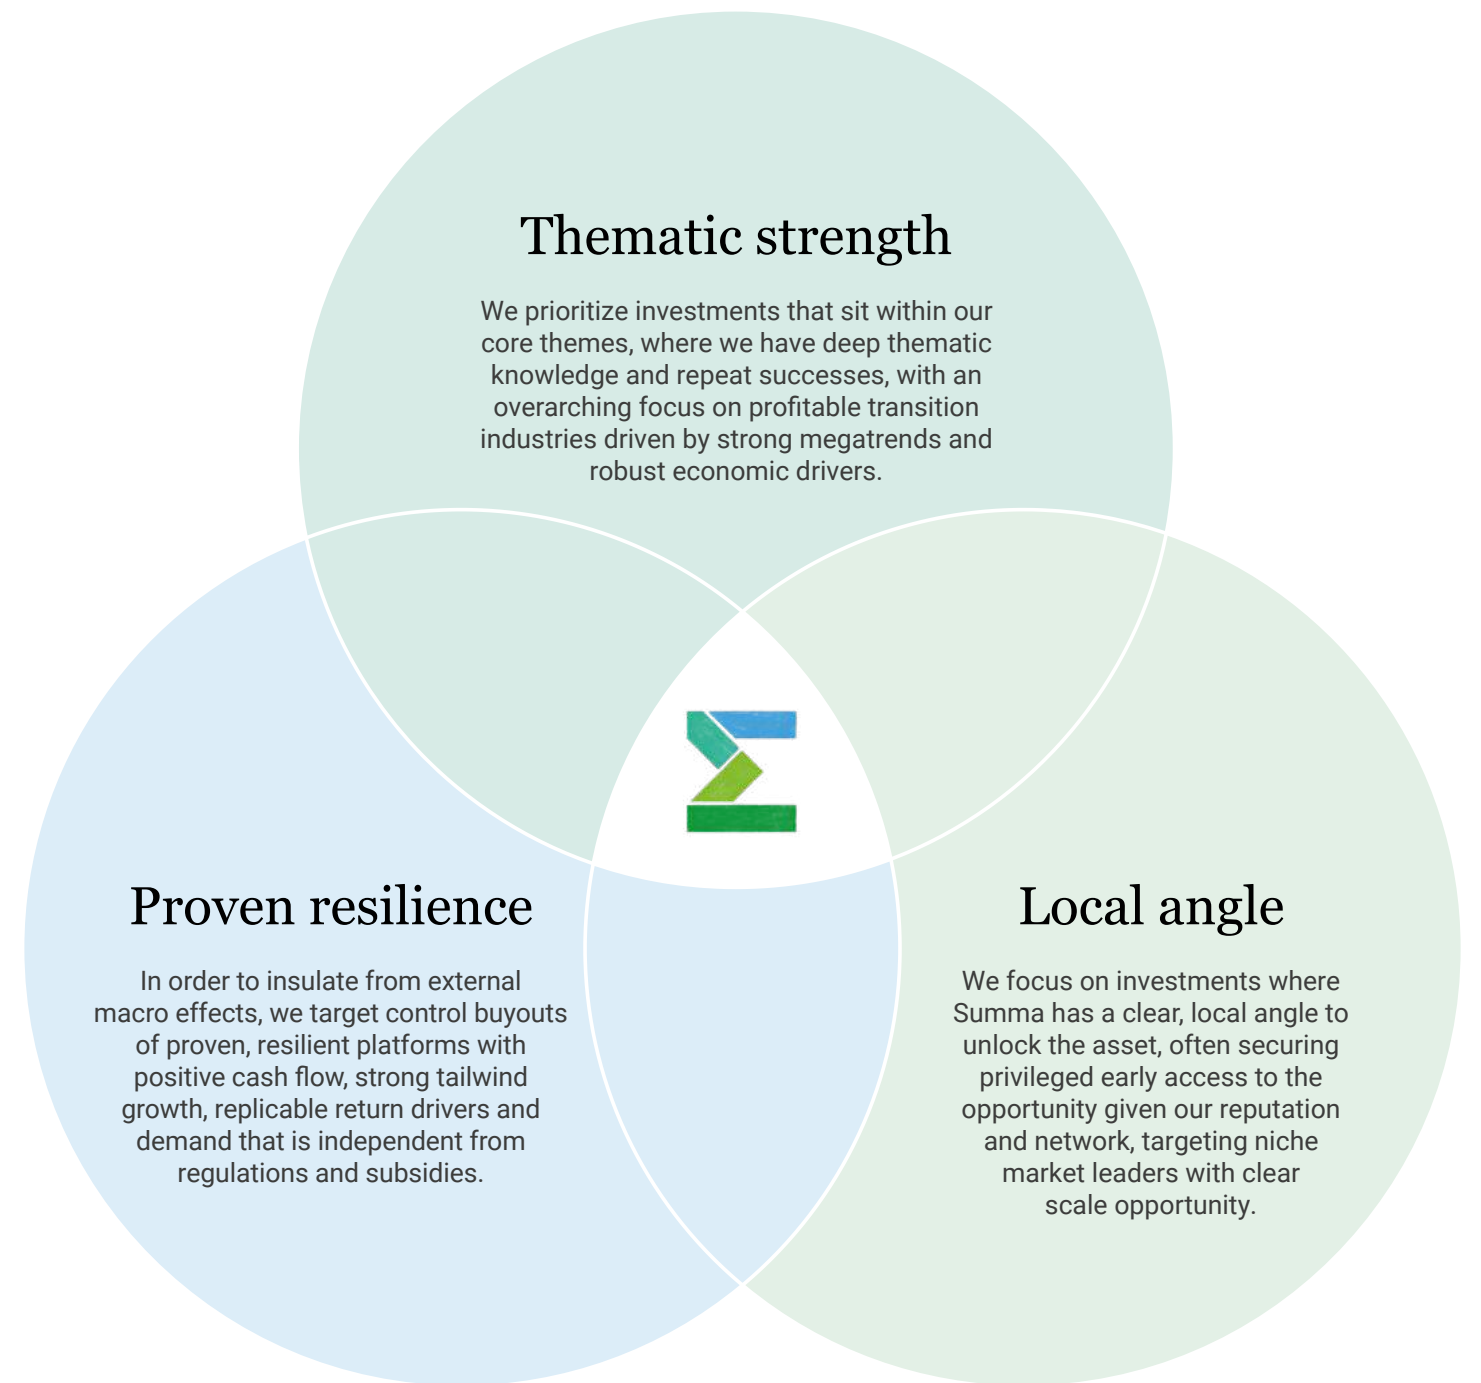 Thematic strength
We prioritize investments that sit within our
core themes, where we have deep thematic
knowledge and repeat successes, with an
overarching focus on profitable transition
industries driven by strong megatrends and
robust economic drivers.
Proven resilience
In order to insulate from external
macro effects, we target control buyouts
of proven, resilient platforms with
positive cash flow, strong tailwind
growth, replicable return drivers and
demand that is independent from
regulations and subsidies.
Local angle
We focus on investments where
Summa has a clear, local angle to
unlock the asset, often securing
privileged early access to the
opportunity given our reputation
and network, targeting niche
market leaders with clear
scale opportunity.